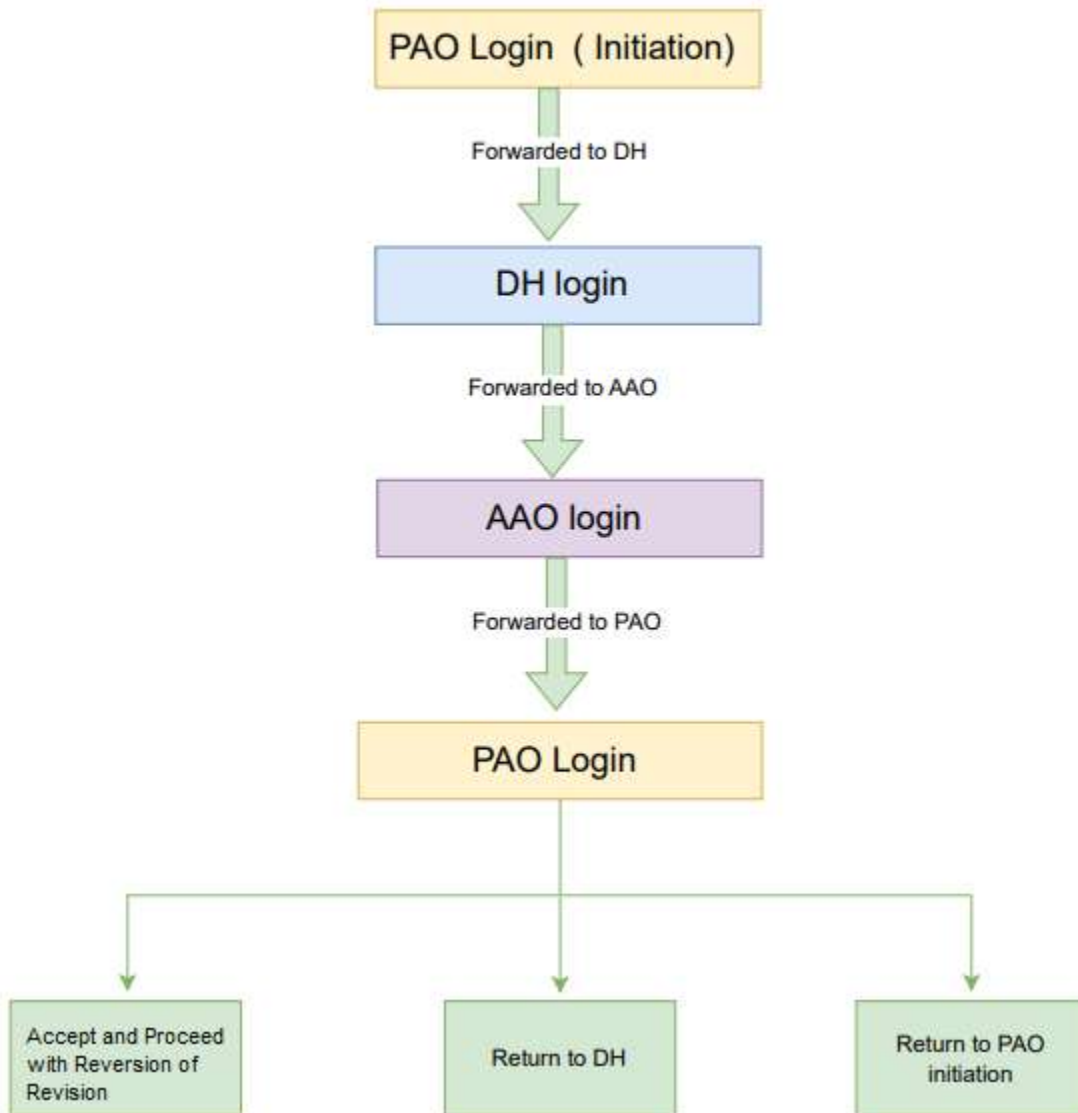 PAO Login ( Initiation)
Forwarded to DH
DH login
Forwarded to AAO
AAO login
Forwarded to PAO
PAO Login
Accept and Proceed
with Reversion of
Revision
Return to DH
Return to PAO
initiation